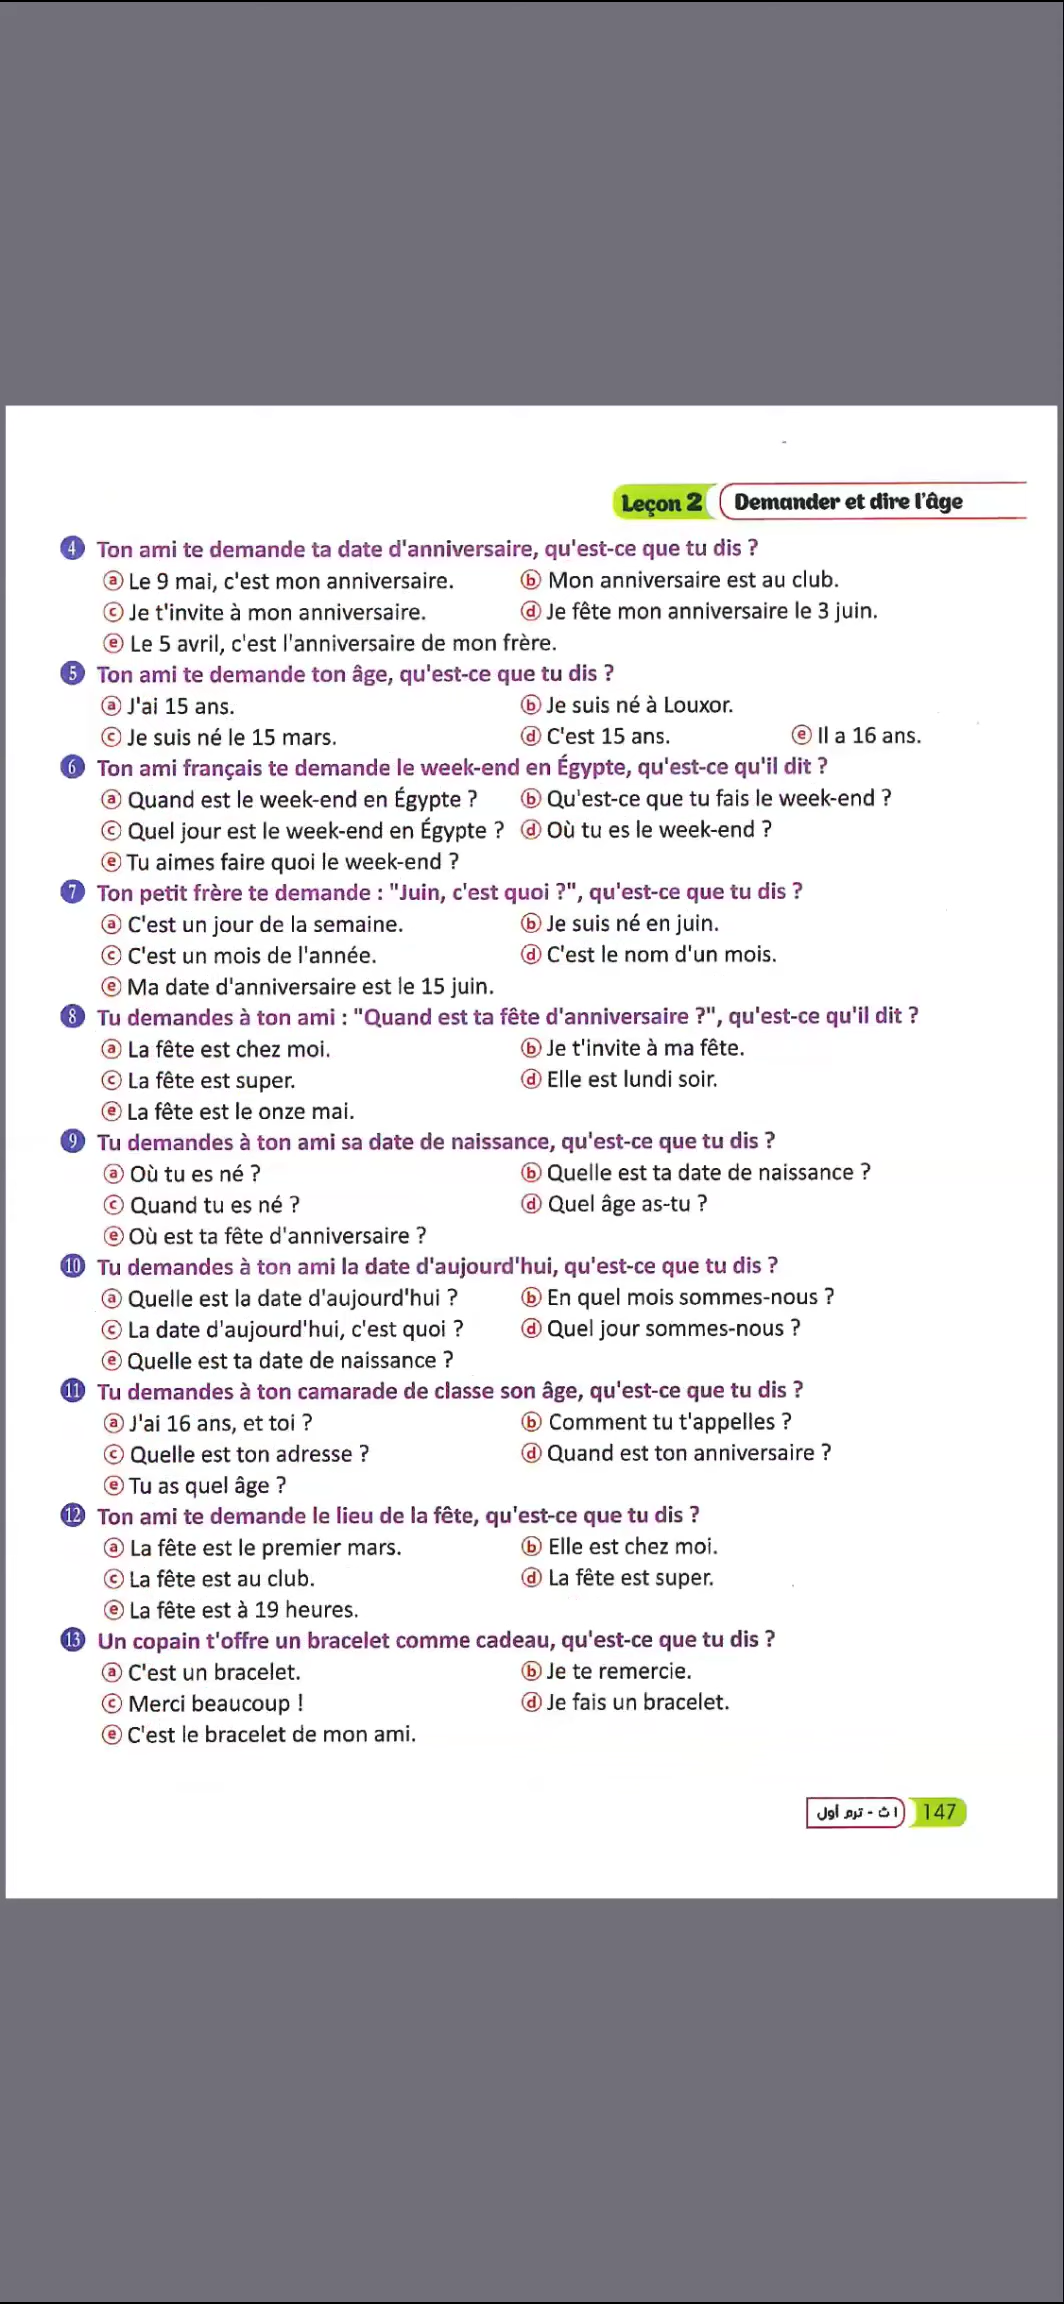 Leçon 2 Demander et dire l'âge
4 Ton ami te demande ta date d'anniversaire, qu'est-ce que tu dis ?
a Le 9 mai, c'est mon anniversaire. b Mon anniversaire est au club.
c Je t'invite à mon anniversaire. d Je fête mon anniversaire le 3 juin.
e Le 5 avril, c'est l'anniversaire de mon frère.
5 Ton ami te demande ton âge, qu'est-ce que tu dis ?
a J'ai 15 ans. b Je suis né à Louxor.
c Je suis né le 15 mars. d C'est 15 ans. e Il a 16 ans.
6 Ton ami français te demande le week-end en Égypte, qu'est-ce qu'il dit ?
a Quand est le week-end en Égypte ? b Qu'est-ce que tu fais le week-end ?
c Quel jour est le week-end en Égypte ? d Où tu es le week-end ?
e Tu aimes faire quoi le week-end ?
7 Ton petit frère te demande : "Juin, c'est quoi ?", qu'est-ce que tu dis ?
a C'est un jour de la semaine. b Je suis né en juin.
c C'est un mois de l'année. d C'est le nom d'un mois.
e Ma date d'anniversaire est le 15 juin.
8 Tu demandes à ton ami : "Quand est ta fête d'anniversaire ?", qu'est-ce qu'il dit ?
a La fête est chez moi. b Je t'invite à ma fête.
c La fête est super. d Elle est lundi soir.
e La fête est le onze mai.
9 Tu demandes à ton ami sa date de naissance, qu'est-ce que tu dis ?
a Où tu es né ? b Quelle est ta date de naissance ?
c Quand tu es né ? d Quel âge as-tu ?
e Où est ta fête d'anniversaire ?
10 Tu demandes à ton ami la date d'aujourd'hui, qu'est-ce que tu dis ?
a Quelle est la date d'aujourd'hui ? b En quel mois sommes-nous ?
c La date d'aujourd'hui, c'est quoi ? d Quel jour sommes-nous ?
e Quelle est ta date de naissance ?
11 Tu demandes à ton camarade de classe son âge, qu'est-ce que tu dis ?
a J'ai 16 ans, et toi ? b Comment tu t'appelles ?
c Quelle est ton adresse ? d Quand est ton anniversaire ?
e Tu as quel âge ?
12 Ton ami te demande le lieu de la fête, qu'est-ce que tu dis ?
a La fête est le premier mars. b Elle est chez moi.
c La fête est au club. d La fête est super.
e La fête est à 19 heures.
13 Un copain t'offre un bracelet comme cadeau, qu'est-ce que tu dis ?
a C'est un bracelet. b Je te remercie.
c Merci beaucoup ! d Je fais un bracelet.
e C'est le bracelet de mon ami.
١ ث - ترم أول 147